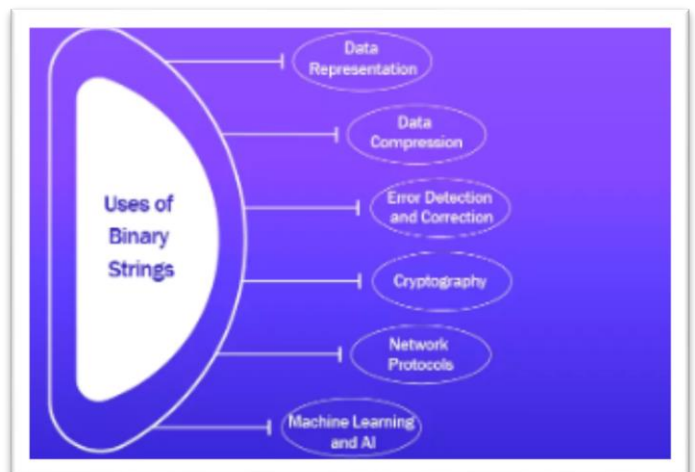 Uses of
Binary
Strings
Data
Representation
Data
Compression
Error Detection
and Correction
Cryptography
Network
Protocols
Machine Learning
and AI